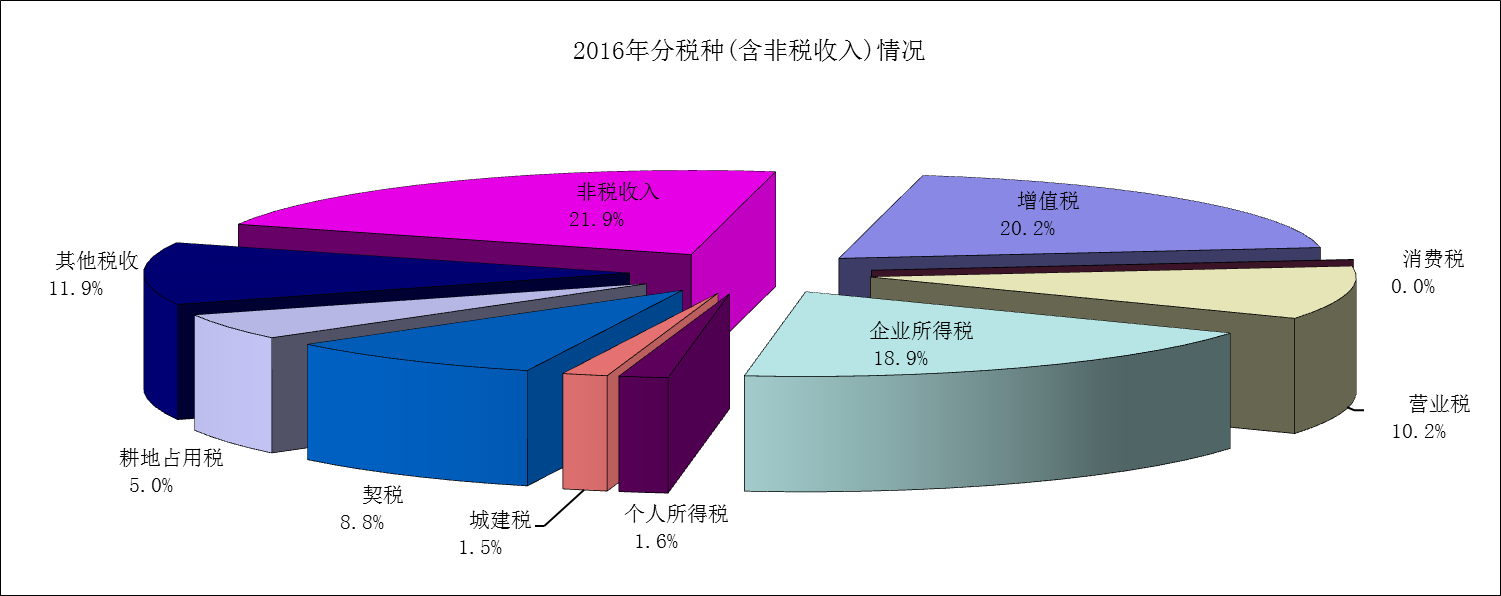 2016年分税种(含非税收入)情况
非税收入
21.9%
增值税
20.2%
消费税
0.0%
其他税收
11.9%
企业所得税
18.9%
营业税
10.2%
耕地占用税
5.0%
契税
8.8%
城建税
1.5%
个人所得税
1.6%